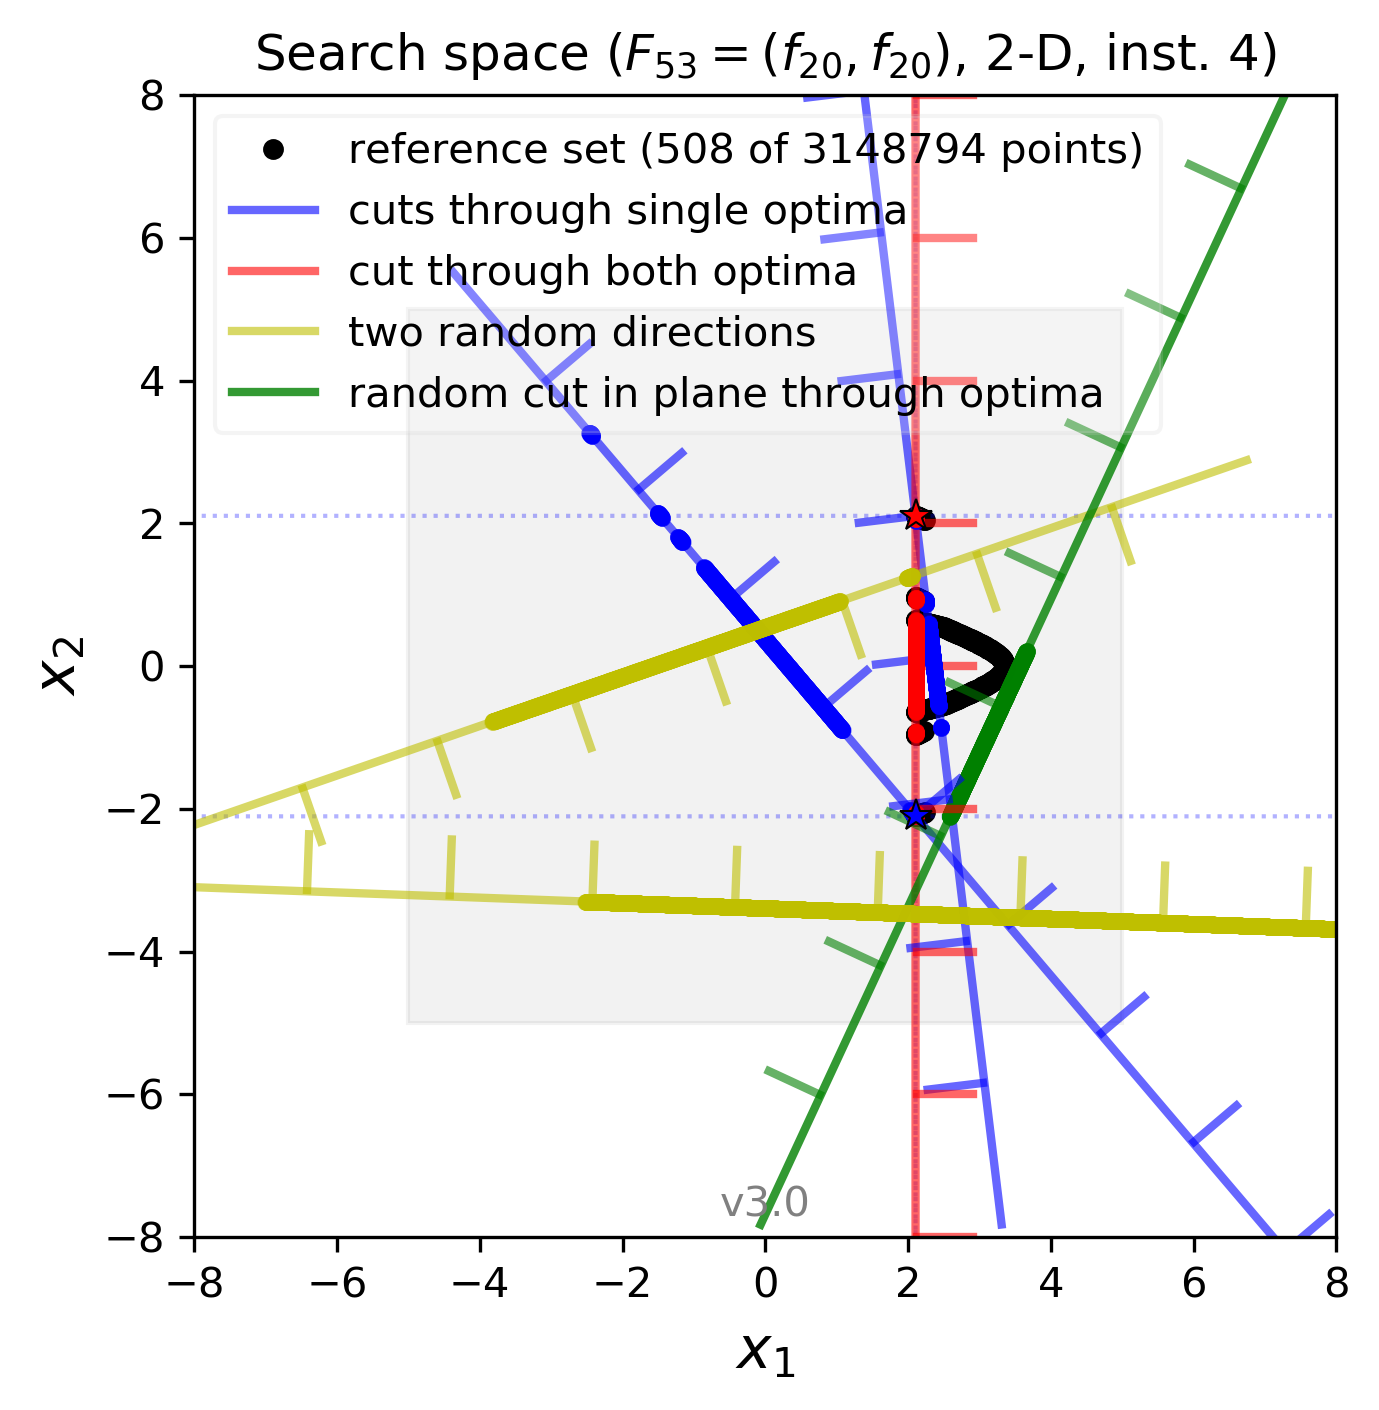 Search space (F₅₃ = (f₂₀, f₂₀), 2-D, inst. 4)
reference set (508 of 3148794 points)
cuts through single optima
cut through both optima
two random directions
random cut in plane through optima
8
6
4
2
0
−2
−4
−6
−8
x₂
v3.0
−8 −6 −4 −2 0 2 4 6 8
x₁